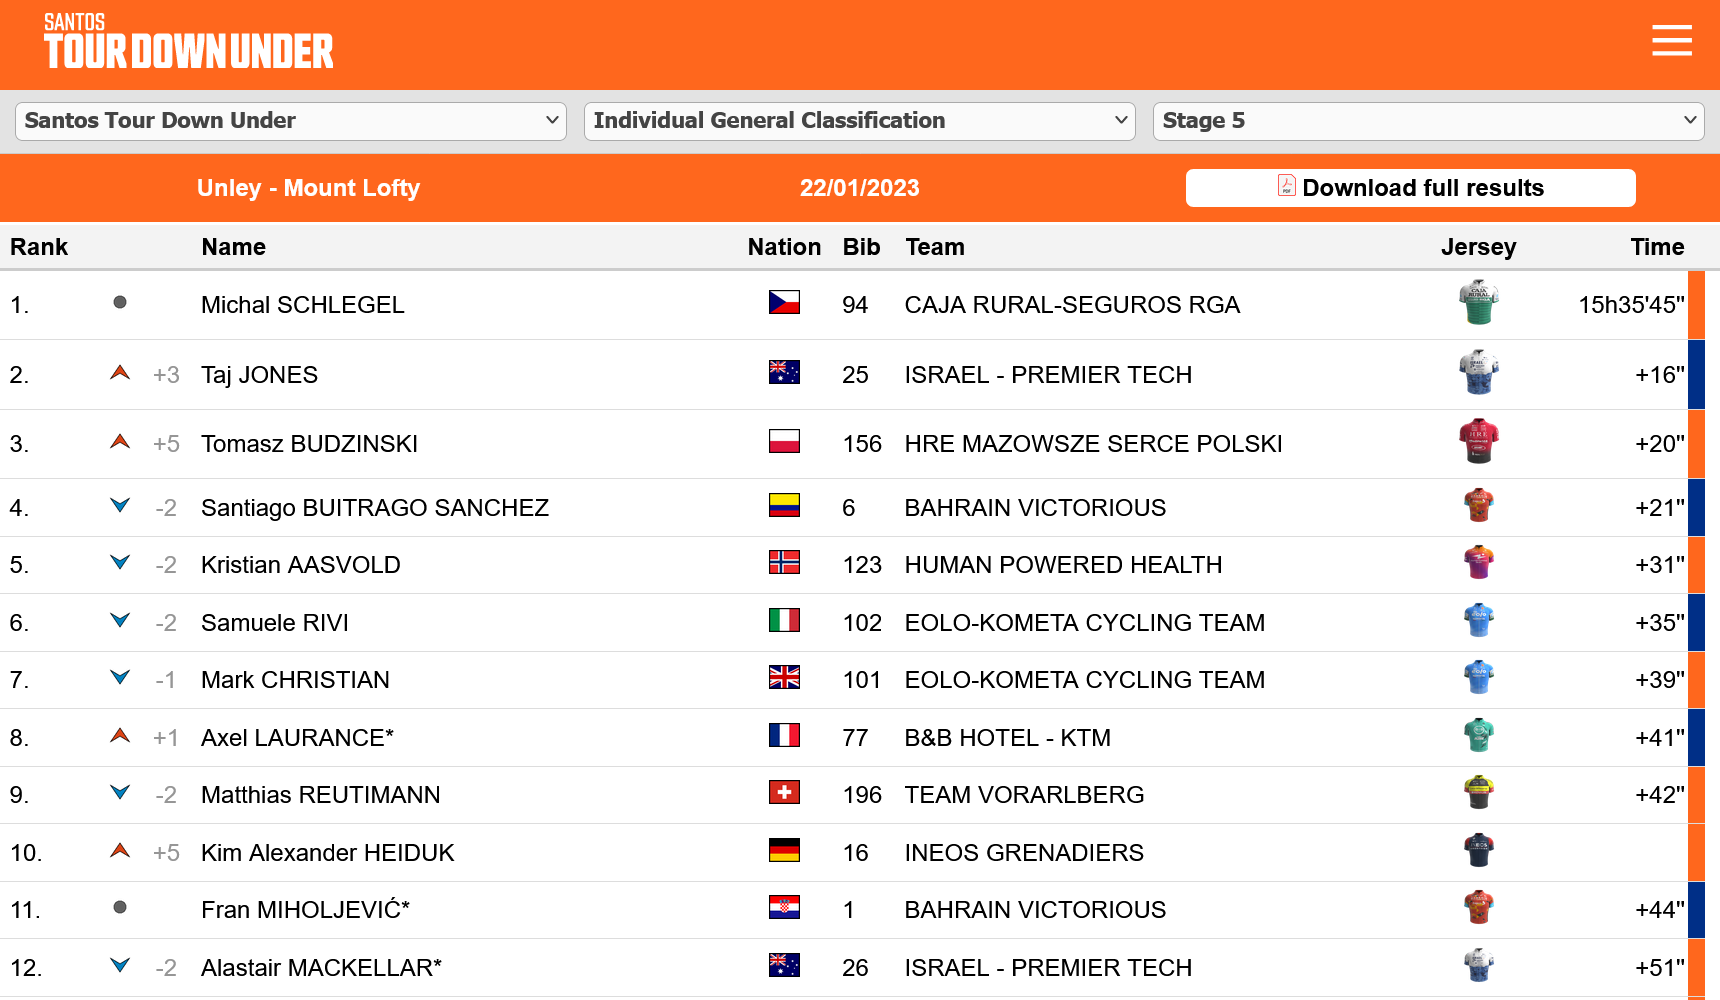 SANTOS
TOUR DOWN UNDER
Santos Tour Down Under Individual General Classification Stage 5
Unley - Mount Lofty 22/01/2023 Download full results
Rank Name Nation Bib Team Jersey Time
1. Michal SCHLEGEL 94 CAJA RURAL-SEGUROS RGA 15h35'45"
2. +3 Taj JONES 25 ISRAEL - PREMIER TECH +16"
3. +5 Tomasz BUDZINSKI 156 HRE MAZOWSZE SERCE POLSKI +20"
4. -2 Santiago BUITRAGO SANCHEZ 6 BAHRAIN VICTORIOUS +21"
5. -2 Kristian AASVOLD 123 HUMAN POWERED HEALTH +31"
6. -2 Samuele RIVI 102 EOLO-KOMETA CYCLING TEAM +35"
7. -1 Mark CHRISTIAN 101 EOLO-KOMETA CYCLING TEAM +39"
8. +1 Axel LAURANCE* 77 B&B HOTEL - KTM +41"
9. -2 Matthias REUTIMANN 196 TEAM VORARLBERG +42"
10. +5 Kim Alexander HEIDUK 16 INEOS GRENADIERS
11. Fran MIHOLJEVIĆ* 1 BAHRAIN VICTORIOUS +44"
12. -2 Alastair MACKELLAR* 26 ISRAEL - PREMIER TECH +51"